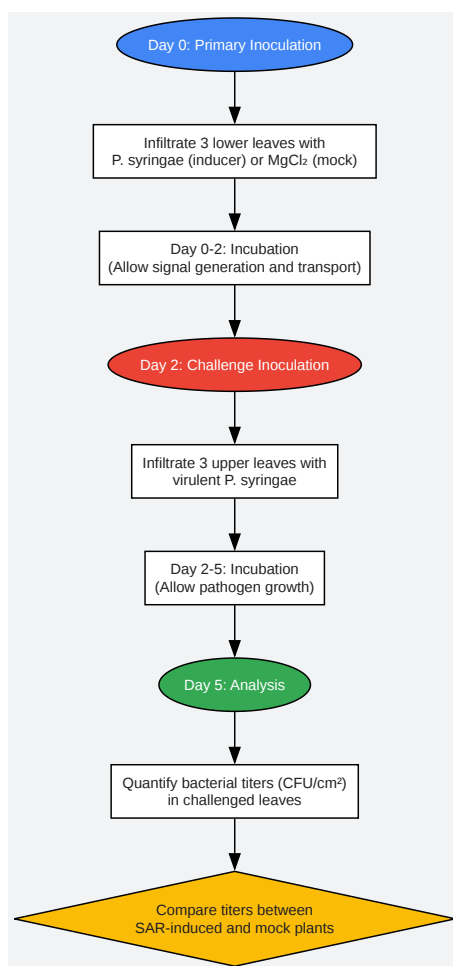 Day 0: Primary Inoculation
Infiltrate 3 lower leaves with
P. syringae (inducer) or MgCl₂ (mock)
Day 0-2: Incubation
(Allow signal generation and transport)
Day 2: Challenge Inoculation
Infiltrate 3 upper leaves with
virulent P. syringae
Day 2-5: Incubation
(Allow pathogen growth)
Day 5: Analysis
Quantify bacterial titers (CFU/cm²)
in challenged leaves
Compare titers between
SAR-induced and mock plants